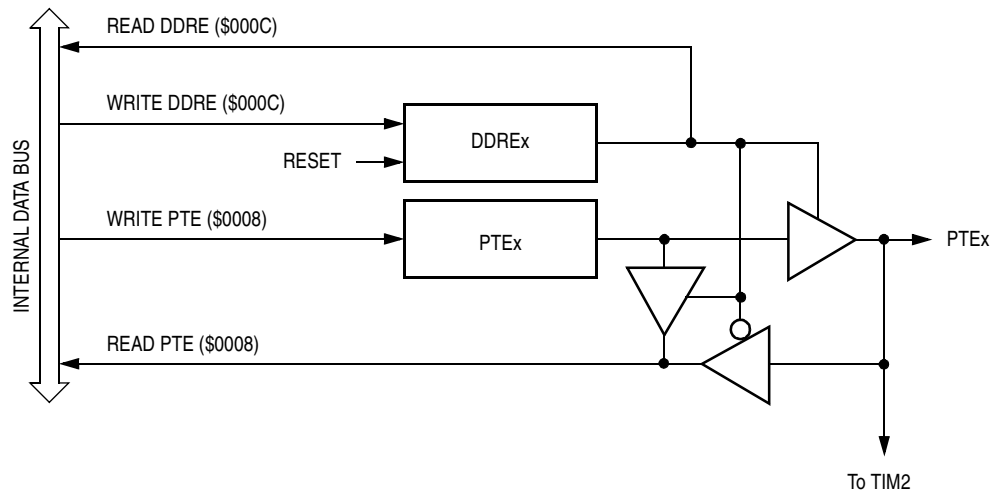 READ DDRE ($000C)
WRITE DDRE ($000C)
DDREx
RESET
INTERNAL DATA BUS
WRITE PTE ($0008)
PTEx
PTEx
READ PTE ($0008)
To TIM2